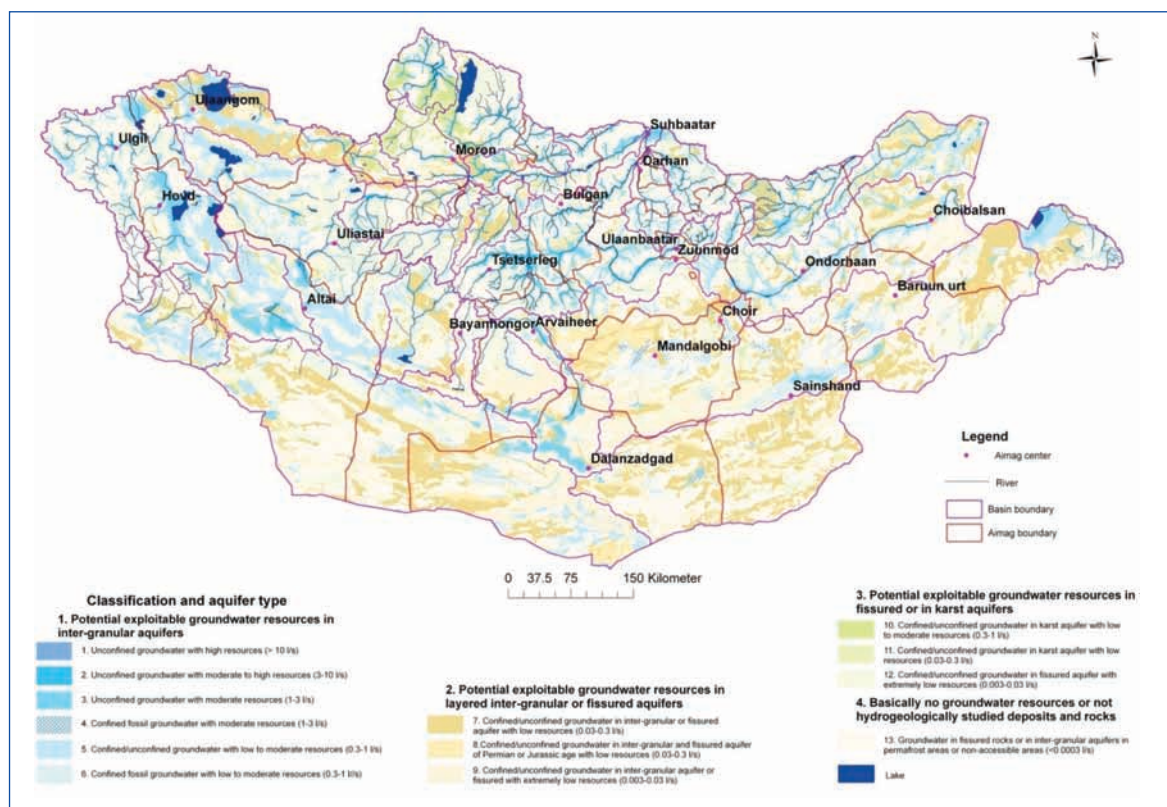 N
Ulaangom
Ulgii
Hovd
Moron
Suhbaatar
Darhan
Bulgan
Uliastai
Choibalsan
Ulaanbaatar
Zuunmod
Tsetserleg
Ondorhaan
Altai
Baruun urt
Bayanhongor
Arvaiheer
Choir
Mandalgobi
Sainshand
Dalanzadgad
Legend
Aimag center
River
Basin boundary
Aimag boundary
0 37.5 75 150 Kilometer
Classification and aquifer type
1. Potential exploitable groundwater resources in
inter-granular aquifers
1. Unconfined groundwater with high resources (> 10 l/s)
2. Unconfined groundwater with moderate to high resources (3-10 l/s)
3. Unconfined groundwater with moderate resources (1-3 l/s)
4. Confined fossil groundwater with moderate resources (1-3 l/s)
5. Confined/unconfined groundwater with low to moderate resources (0.3-1 l/s)
6. Confined fossil groundwater with low to moderate resources (0.3-1 l/s)
2. Potential exploitable groundwater resources in
layered inter-granular or fissured aquifers
7. Confined/unconfined groundwater in inter-granular or fissured
aquifer with low resources (0.03-0.3 l/s)
8.Confined/unconfined groundwater in inter-granular and fissured aquifer
of Permian or Jurassic age with low resources (0.03-0.3 l/s)
9. Confined/unconfined groundwater in inter-granular aquifer or
fissured with extremely low resources (0.003-0.03 l/s)
3. Potential exploitable groundwater resources in
fissured or in karst aquifers
10. Confined/unconfined groundwater in karst aquifer with low
to moderate resources (0.3-1 l/s)
11. Confined/unconfined groundwater in karst aquifer with low
resources (0.03-0.3 l/s)
12. Confined/unconfined groundwater in fissured aquifer with
extremely low resources (0.003-0.03 l/s)
4. Basically no groundwater resources or not
hydrogeologically studied deposits and rocks
13. Groundwater in fissured rocks or in inter-granular aquifers in
permafrost areas or non-accessible areas (<0.0003 l/s)
Lake